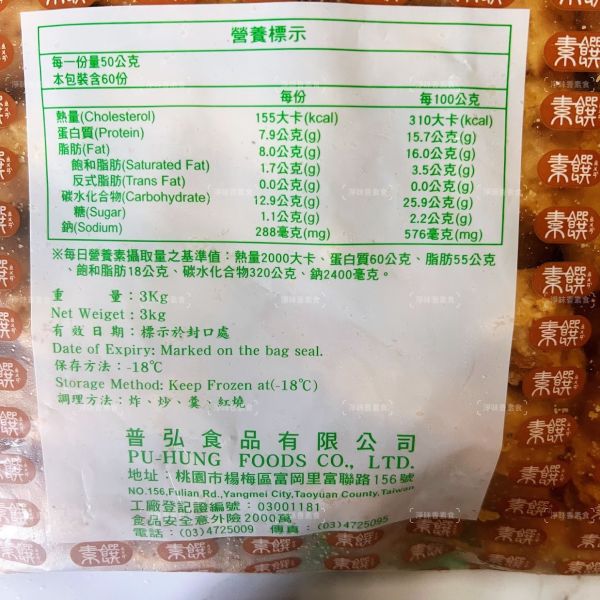 營養標示
每一份量50公克
本包裝含60份
每份 每100公克
熱量(Cholesterol) 155大卡(kcal) 310大卡(kcal)
蛋白質(Protein) 7.9公克(g) 15.7公克(g)
脂肪(Fat) 8.0公克(g) 16.0公克(g)
飽和脂肪(Saturated Fat) 1.7公克(g) 3.5公克(g)
反式脂肪(Trans Fat) 0.0公克(g) 0.0公克(g)
碳水化合物(Carbohydrate) 12.9公克(g) 25.9公克(g)
糖(Sugar) 1.1公克(g) 2.2公克(g)
鈉(Sodium) 288毫克(mg) 576毫克(mg)
※每日營養素攝取量之基準值：熱量2000大卡、蛋白質60公克、脂肪55公克
、飽和脂肪18公克、碳水化合物320公克、鈉2400毫克。
重 量：3Kg
Net Weiget：3kg
有效日期：標示於封口處
Date of Expiry: Marked on the bag seal.
保存方法：-18℃
Storage Method: Keep Frozen at(-18℃)
調理方法：炸、炒、羹、紅燒
普弘食品有限公司
PU-HUNG FOODS CO., LTD.
地址：桃園市楊梅區富岡里富聯路156號
NO.156,Fulian Rd.,Yangmei City,Taoyuan County,Taiwan
工廠登記證編號：03001181
食品安全意外險2000萬
電話：(03)4725009 傳真：(03)4725095
素饌
淨味香素食